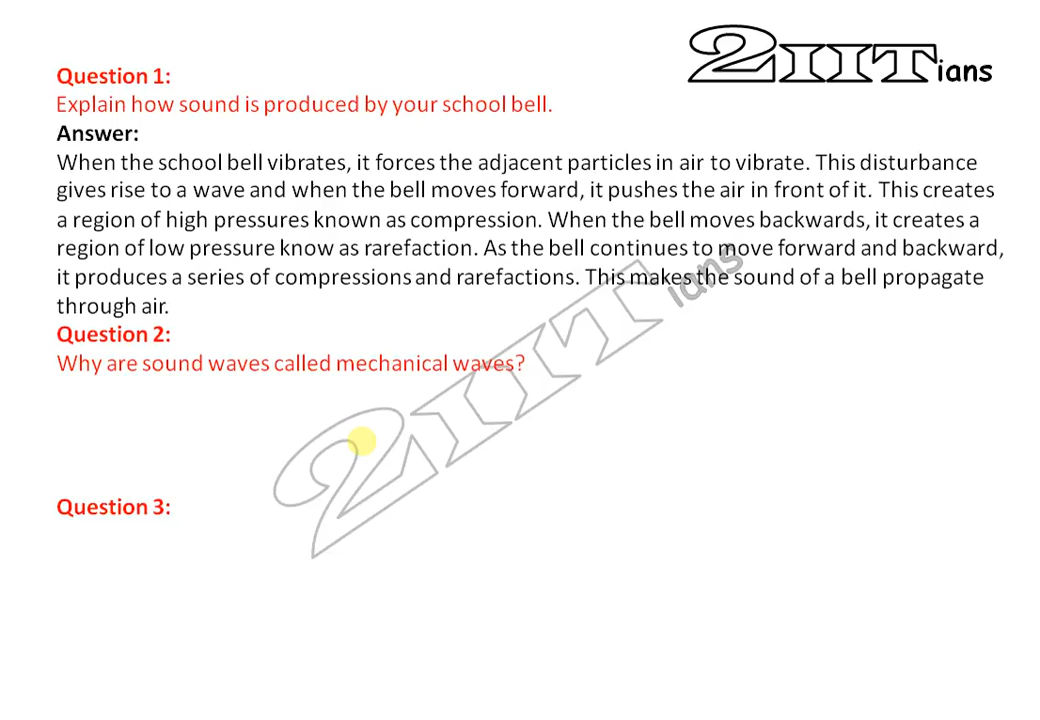 2IITians
Question 1:
Explain how sound is produced by your school bell.
Answer:
When the school bell vibrates, it forces the adjacent particles in air to vibrate. This disturbance
gives rise to a wave and when the bell moves forward, it pushes the air in front of it. This creates
a region of high pressures known as compression. When the bell moves backwards, it creates a
region of low pressure know as rarefaction. As the bell continues to move forward and backward,
it produces a series of compressions and rarefactions. This makes the sound of a bell propagate
through air.
Question 2:
Why are sound waves called mechanical waves?
2IITians
Question 3: